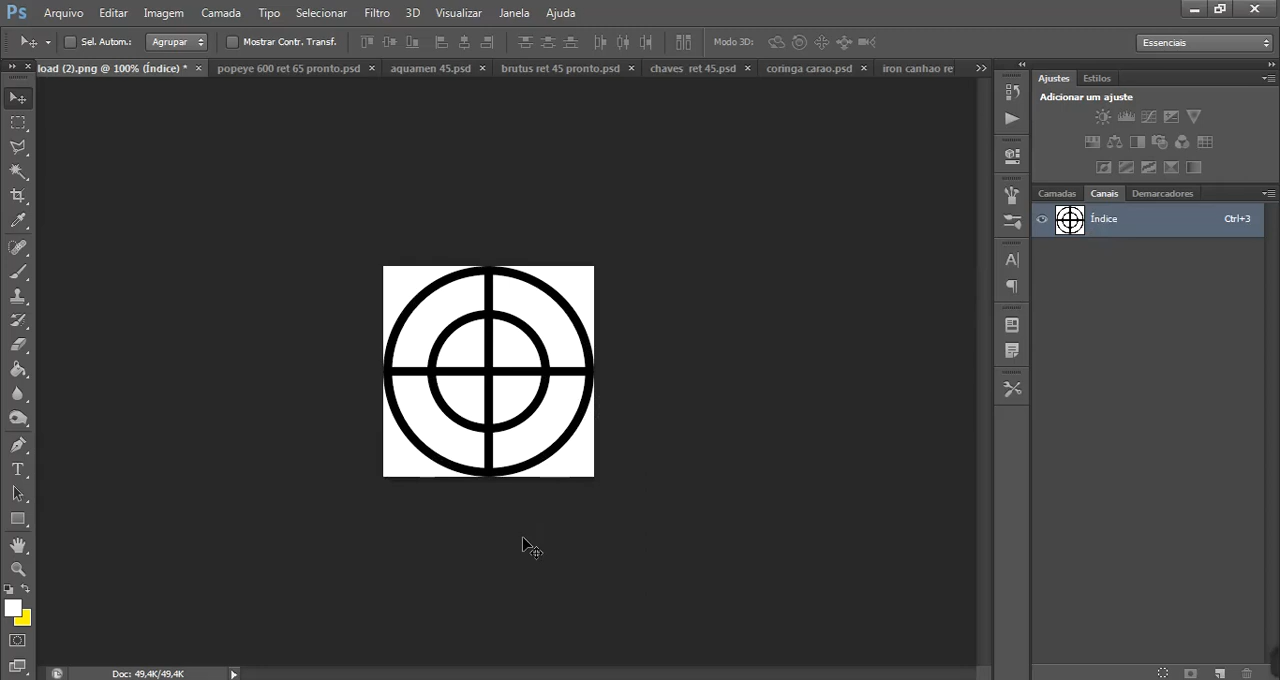 Ps Arquivo Editar Imagem Camada Tipo Selecionar Filtro 3D Visualizar Janela Ajuda
Sel. Autom.: Agrupar Mostrar Contr. Transf. Modo 3D: Essenciais
load (2).png @ 100% (Índice) * × popeye 600 ret 65 pronto.psd × aquamen 45.psd × brutus ret 45 pronto.psd × chaves ret 45.psd × coringa carao.psd × iron canhao re >>
Ajustes Estilos
Adicionar um ajuste
Camadas Canais Demarcadores
Índice Ctrl+3
A
T
Doc: 49,4K/49,4K